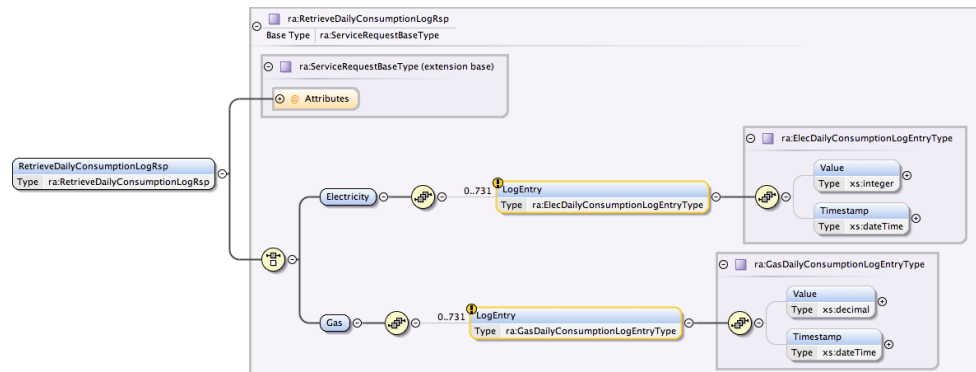 ra:RetrieveDailyConsumptionLogRsp
Base Type ra:ServiceRequestBaseType
ra:ServiceRequestBaseType (extension base)
@ Attributes
RetrieveDailyConsumptionLogRsp
Type ra:RetrieveDailyConsumptionLogRsp
Electricity
0..731
LogEntry
Type ra:ElecDailyConsumptionLogEntryType
ra:ElecDailyConsumptionLogEntryType
Value
Type xs:integer
Timestamp
Type xs:dateTime
Gas
0..731
LogEntry
Type ra:GasDailyConsumptionLogEntryType
ra:GasDailyConsumptionLogEntryType
Value
Type xs:decimal
Timestamp
Type xs:dateTime